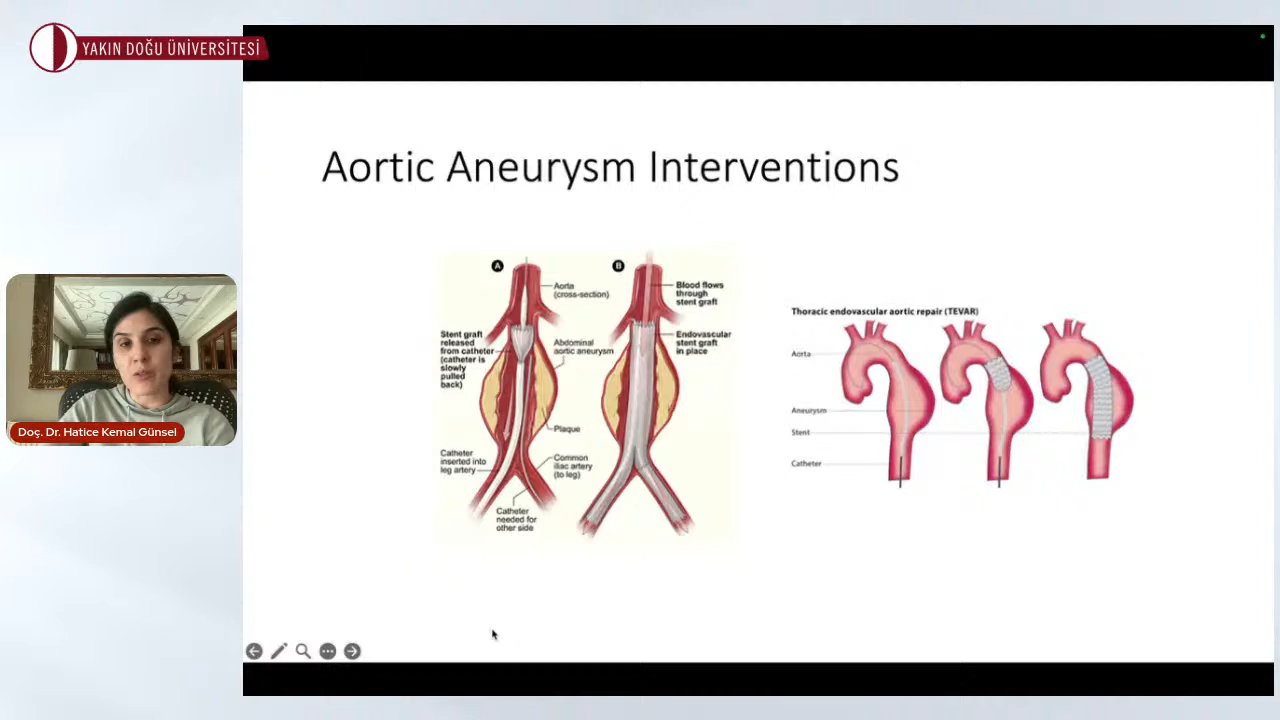 YAKIN DOĞU ÜNİVERSİTESİ
Aortic Aneurysm Interventions
A
B
Aorta
(cross-section)
Stent graft
released
from catheter
(catheter is
slowly
pulled
back)
Abdominal
aortic aneurysm
Plaque
Catheter
inserted into
leg artery
Common
iliac artery
(to leg)
Catheter
needed for
other side
Blood flows
through
stent graft
Endovascular
stent graft
in place
Thoracic endovascular aortic repair (TEVAR)
Aorta
Aneurysm
Stent
Catheter
Doç. Dr. Hatice Kemal Günsel